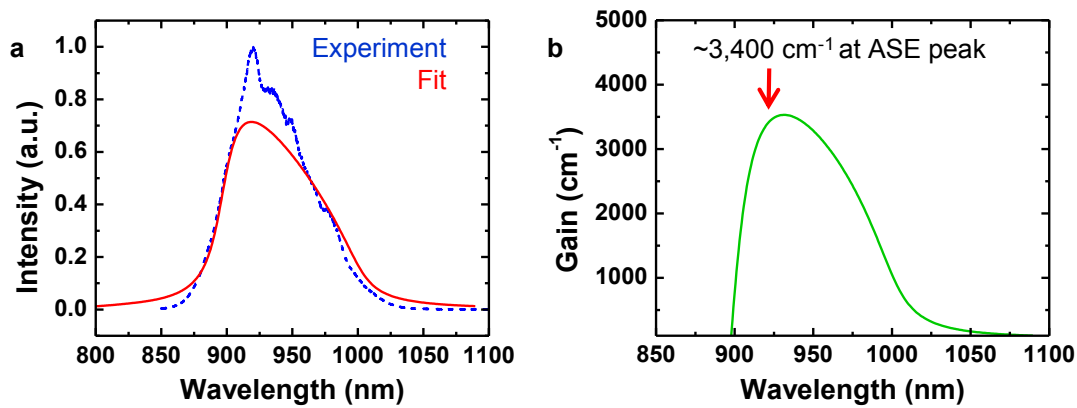 a
Experiment
Fit
1.0
0.8
0.6
0.4
0.2
0.0
Intensity (a.u.)
800 850 900 950 1000 1050 1100
Wavelength (nm)
b
~3,400 cm⁻¹ at ASE peak
5000
4000
3000
2000
1000
Gain (cm⁻¹)
850 900 950 1000 1050 1100
Wavelength (nm)